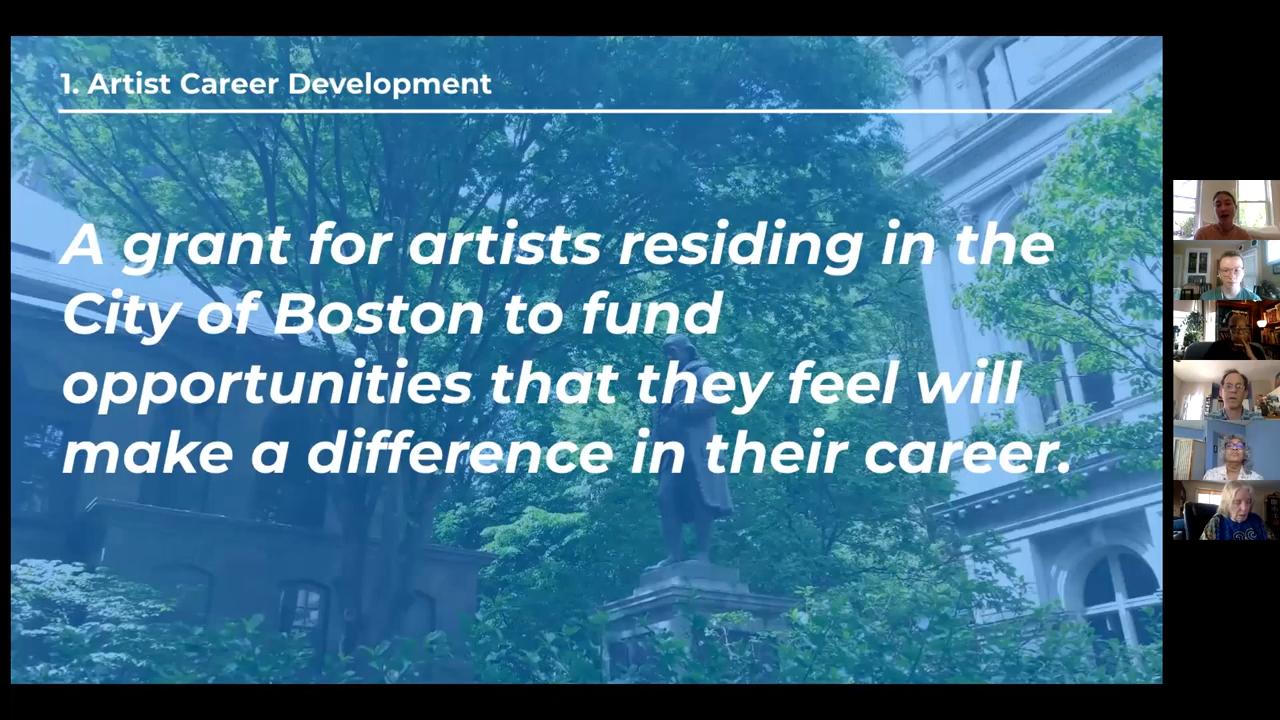 1. Artist Career Development
A grant for artists residing in the
City of Boston to fund
opportunities that they feel will
make a difference in their career.